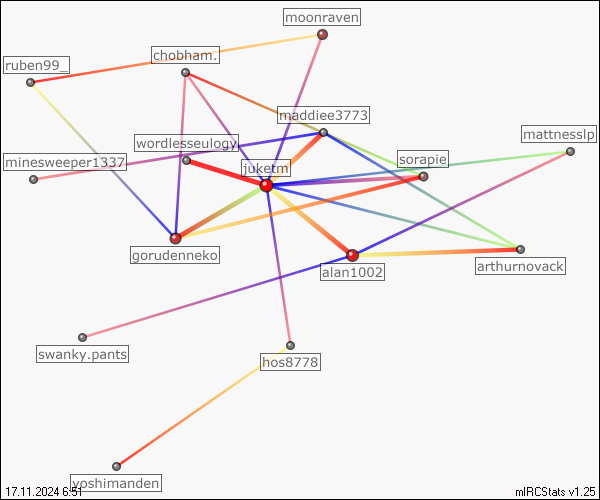 moonraven
chobham.
ruben99_
maddiee3773
mattnesslp
wordlesseulogy
minesweeper1337
sorapie
juketm
gorudenneko
arthurnovack
alan1002
swanky.pants
hos8778
yoshimanden
17.11.2024 6:51
mIRCStats v1.25